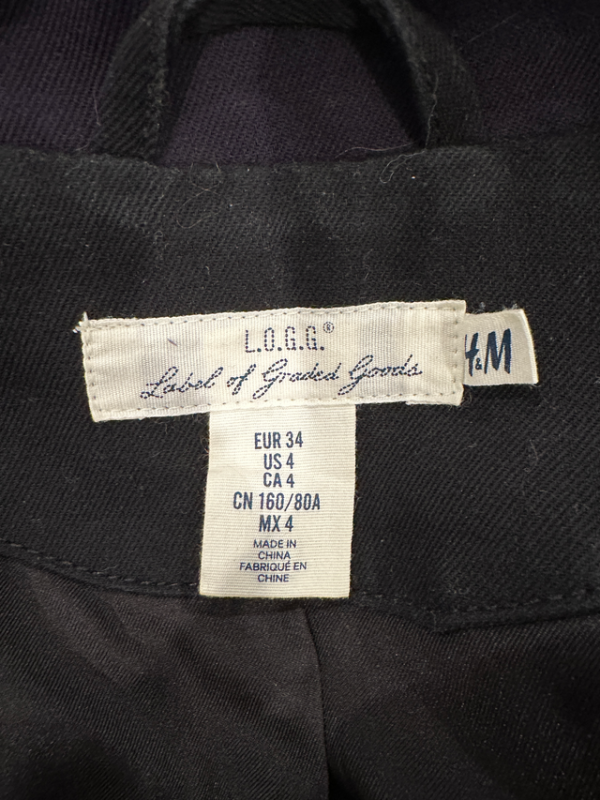 L.O.G.G.®
Label of Graded Goods
H&M
EUR 34
US 4
CA 4
CN 160/80A
MX 4
MADE IN
CHINA
FABRIQUÉ EN
CHINE